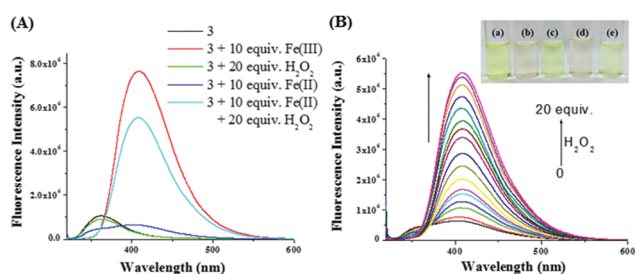 (A)
3
3 + 10 equiv. Fe(III)
3 + 20 equiv. H₂O₂
3 + 10 equiv. Fe(II)
3 + 10 equiv. Fe(II)
+ 20 equiv. H₂O₂
Fluorescence Intensity (a.u.)
8.0x10⁶
6.0x10⁶
4.0x10⁶
2.0x10⁶
0.0
400
500
600
Wavelength (nm)
(B)
(a) (b) (c) (d) (e)
20 equiv.
H₂O₂
0
Fluorescence Intensity (a.u.)
6x10⁶
5x10⁶
4x10⁶
3x10⁶
2x10⁶
1x10⁶
0
400
500
600
Wavelength (nm)